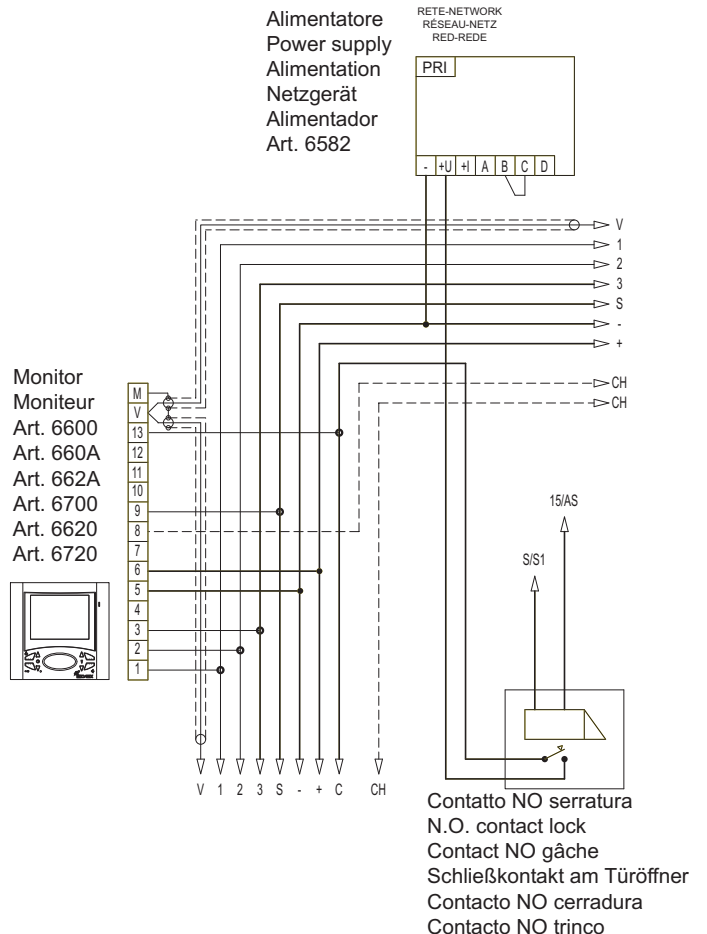 Alimentatore
Power supply
Alimentation
Netzgerät
Alimentador
Art. 6582
RETE-NETWORK
RÉSEAU-NETZ
RED-REDE
PRI
- +U +I A B C D
V
1
2
3
S
-
+
CH
CH
Monitor
Moniteur
Art. 6600
Art. 660A
Art. 662A
Art. 6700
Art. 6620
Art. 6720
M
V
13
12
11
10
9
8
7
6
5
4
3
2
1
15/AS
S/S1
V 1 2 3 S - + C CH
Contatto NO serratura
N.O. contact lock
Contact NO gâche
Schließkontakt am Türöffner
Contacto NO cerradura
Contacto NO trinco